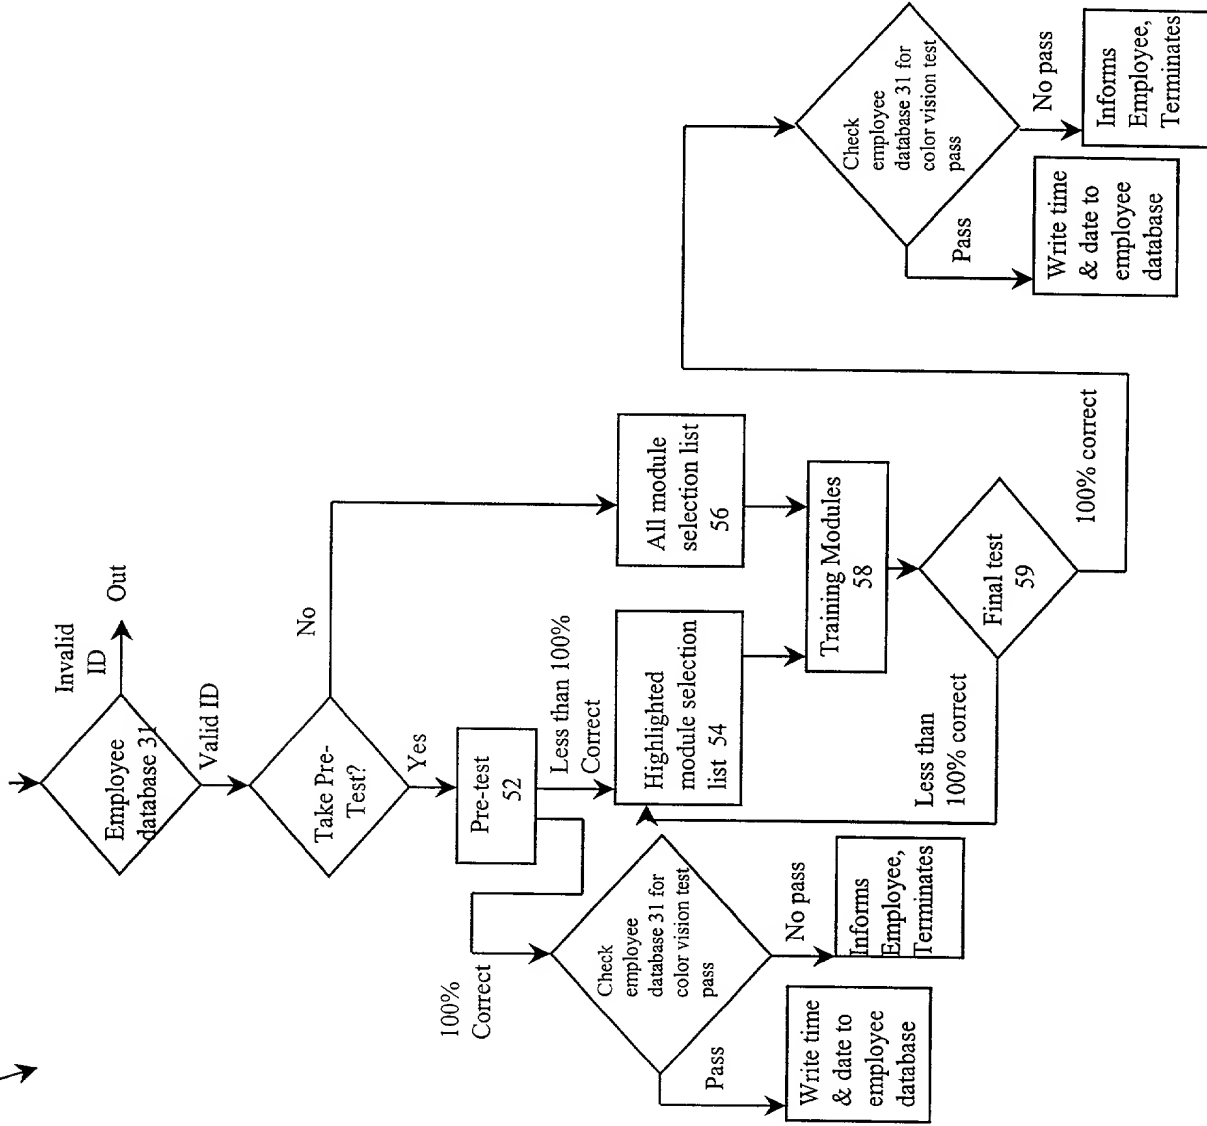 Employee
database 31
Invalid
ID
Out
Valid ID
Take Pre-
Test?
No
Yes
Pre-test
52
100%
Correct
Less than 100%
Correct
Check
employee
database 31 for
color vision test
pass
Pass
No pass
Write time
& date to
employee
database
Informs
Employee,
Terminates
Highlighted
module selection
list 54
All module
selection list
56
Training Modules
58
Final test
59
Less than
100% correct
100% correct
Check
employee
database 31 for
color vision test
pass
Pass
No pass
Write time
& date to
employee
database
Informs
Employee,
Terminates